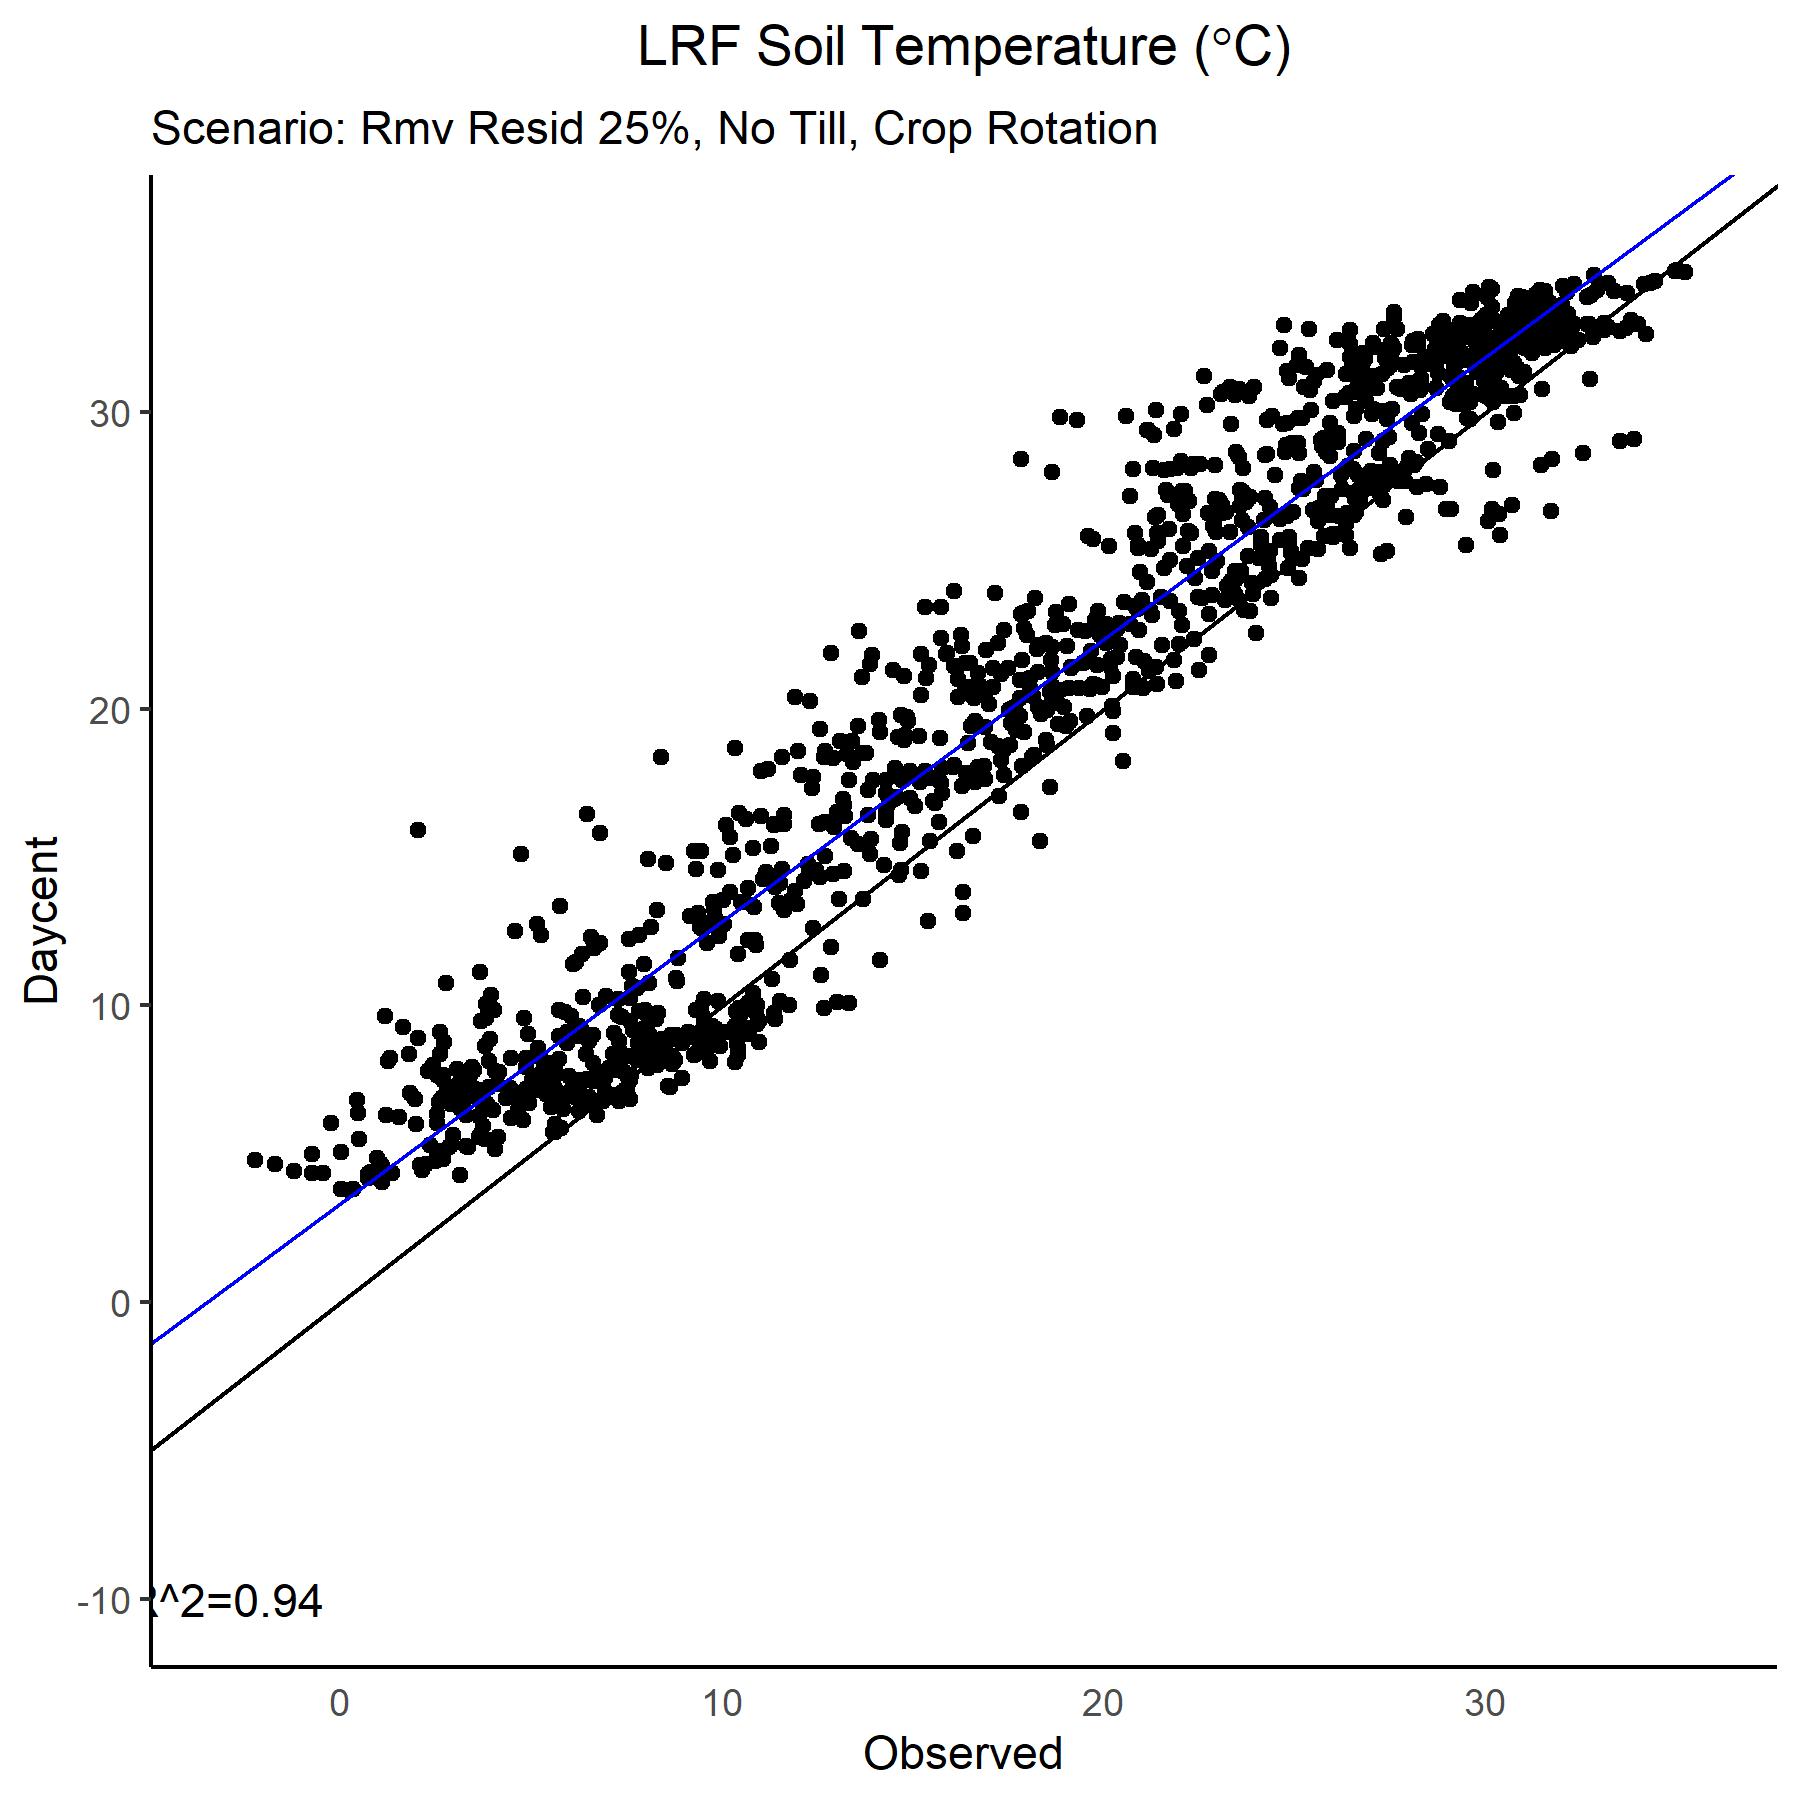 LRF Soil Temperature (°C)
Scenario: Rmv Resid 25%, No Till, Crop Rotation
Daycent
30
20
10
0
-10
^2=0.94
0 10 20 30
Observed